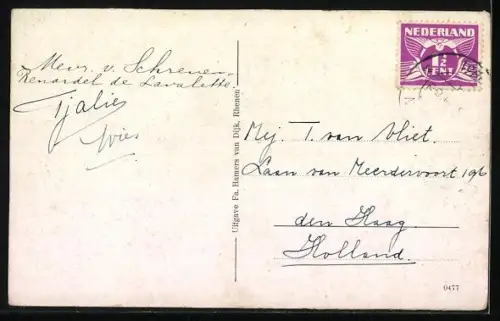 Mevr. v. Schreven-
Renardel de Lavalette.
Tjalie
Wies
Uitgave Fa. Hamers van Dijk, Rhenen
NEDERLAND
1½
CENT
Mej. T. van Vliet.
Laan van Meerdervoort 196
den Haag
Holland.
0477